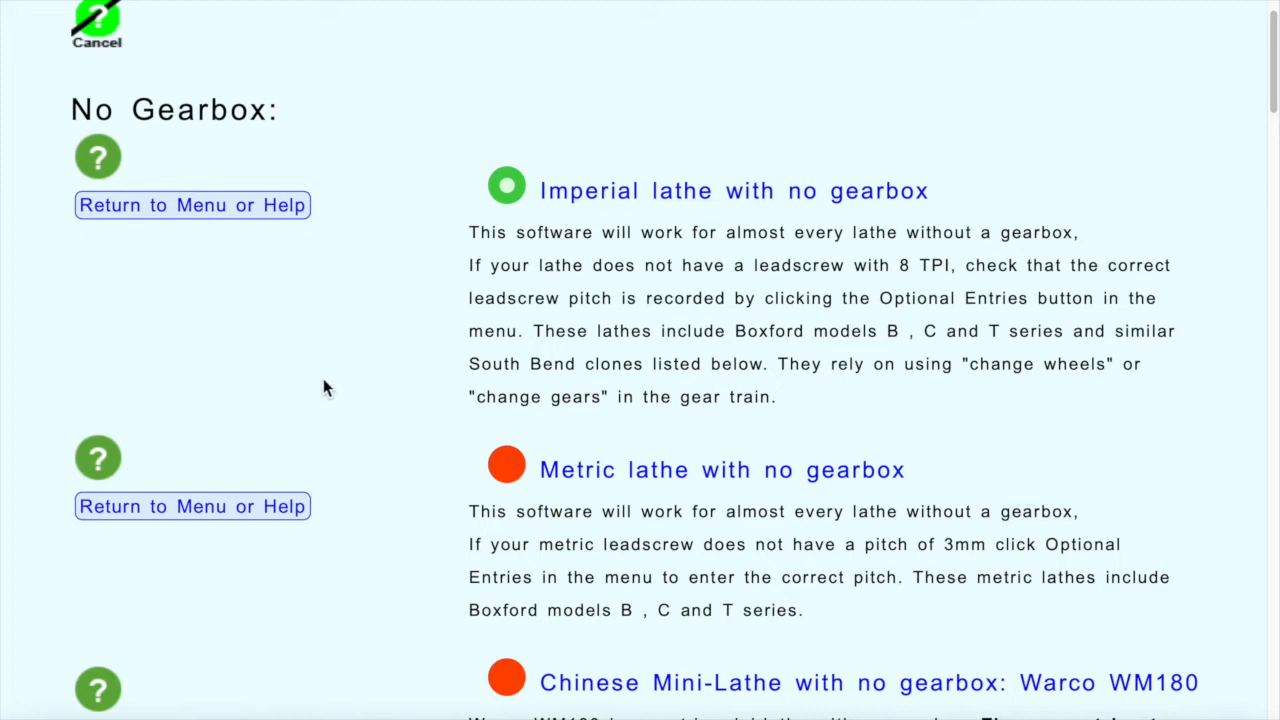 Cancel
No Gearbox:
Return to Menu or Help
Imperial lathe with no gearbox
This software will work for almost every lathe without a gearbox,
If your lathe does not have a leadscrew with 8 TPI, check that the correct
leadscrew pitch is recorded by clicking the Optional Entries button in the
menu. These lathes include Boxford models B , C and T series and similar
South Bend clones listed below. They rely on using "change wheels" or
"change gears" in the gear train.
Return to Menu or Help
Metric lathe with no gearbox
This software will work for almost every lathe without a gearbox,
If your metric leadscrew does not have a pitch of 3mm click Optional
Entries in the menu to enter the correct pitch. These metric lathes include
Boxford models B , C and T series.
Chinese Mini-Lathe with no gearbox: Warco WM180